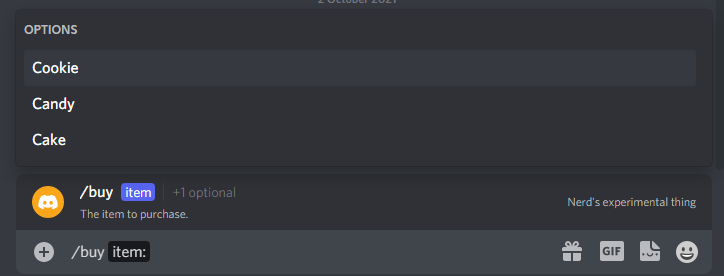 2 October 2021
OPTIONS
Cookie
Candy
Cake
/buy item +1 optional
The item to purchase.
Nerd's experimental thing
/buy item:
GIF